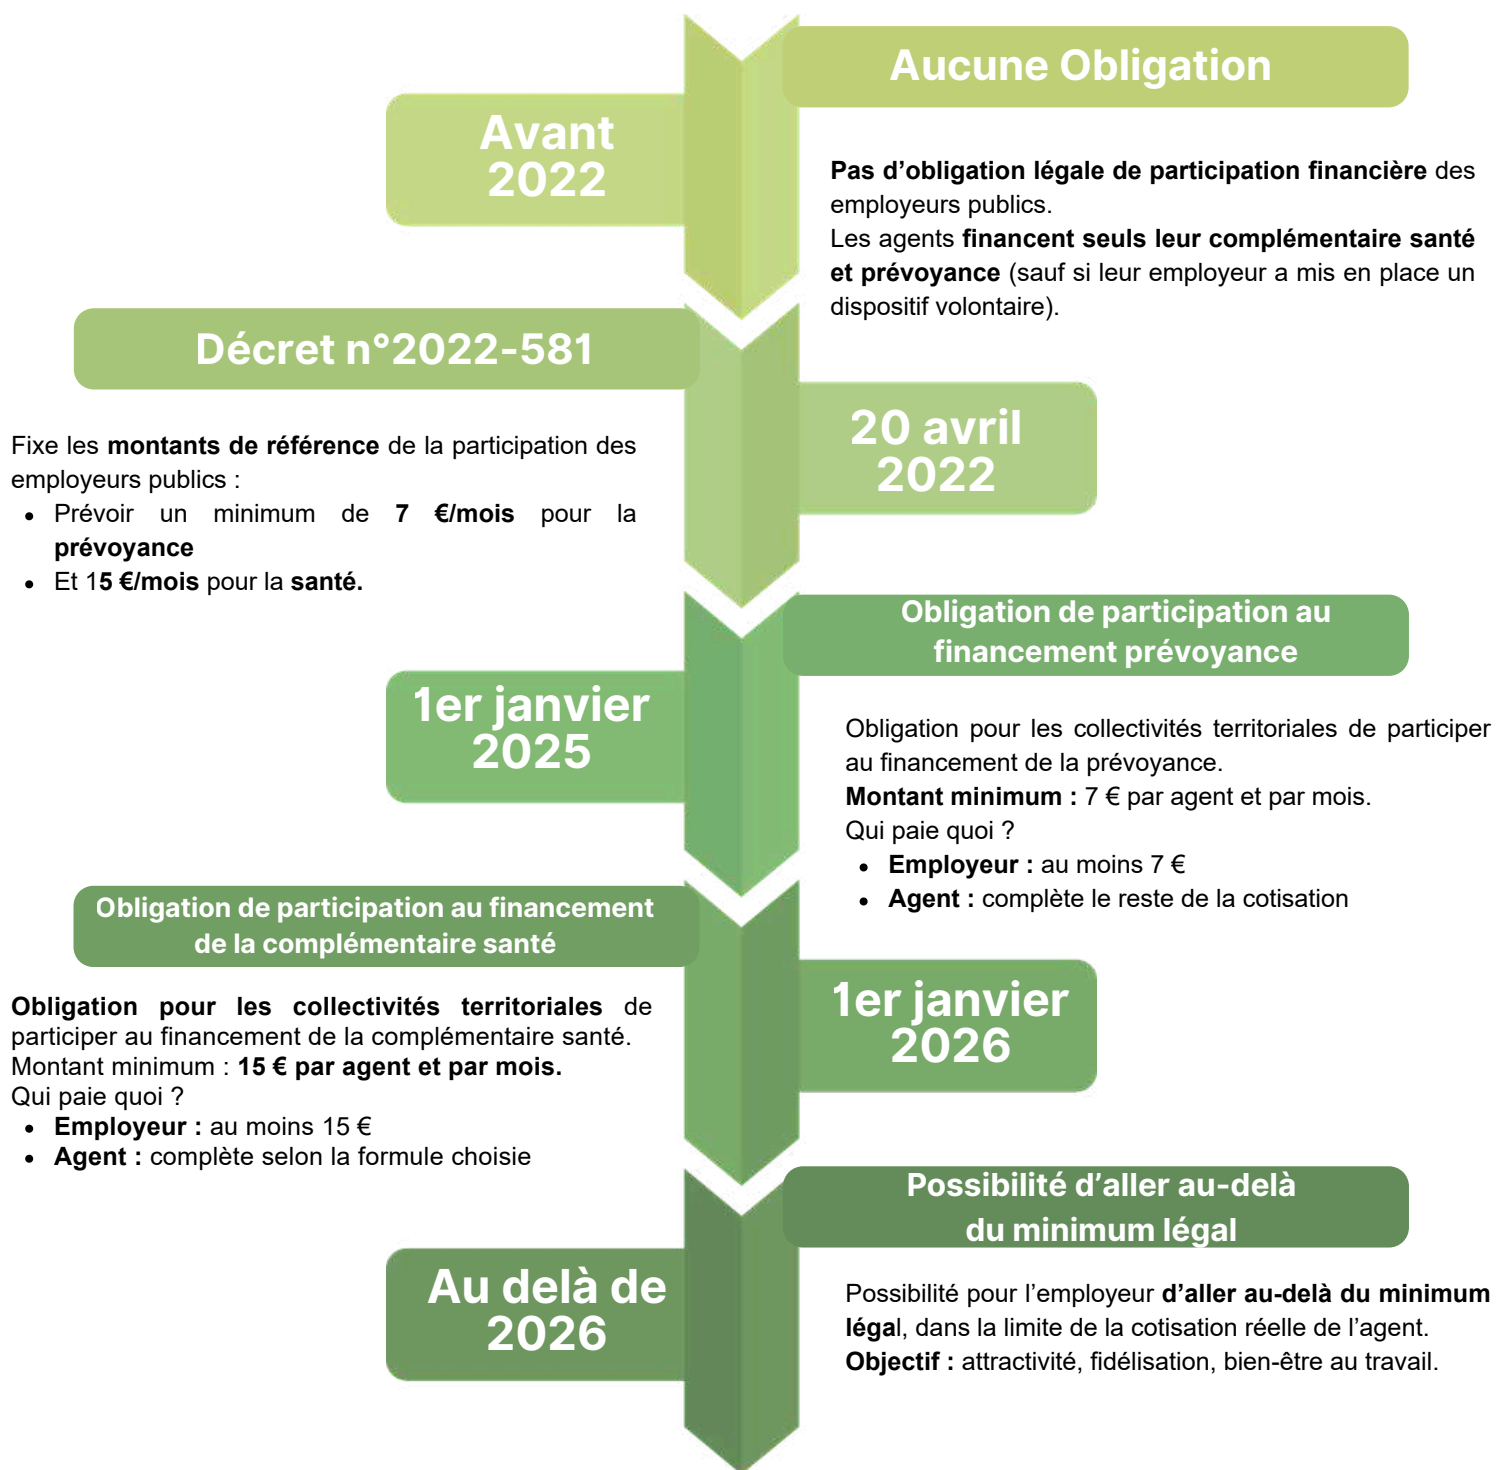 Aucune Obligation
Avant
2022
Pas d’obligation légale de participation financière des
employeurs publics.
Les agents financent seuls leur complémentaire santé
et prévoyance (sauf si leur employeur a mis en place un
dispositif volontaire).
Décret n°2022-581
20 avril
2022
Fixe les montants de référence de la participation des
employeurs publics :
• Prévoir un minimum de 7 €/mois pour la
prévoyance
• Et 15 €/mois pour la santé.
Obligation de participation au
financement prévoyance
1er janvier
2025
Obligation pour les collectivités territoriales de participer
au financement de la prévoyance.
Montant minimum : 7 € par agent et par mois.
Qui paie quoi ?
• Employeur : au moins 7 €
• Agent : complète le reste de la cotisation
Obligation de participation au financement
de la complémentaire santé
1er janvier
2026
Obligation pour les collectivités territoriales de
participer au financement de la complémentaire santé.
Montant minimum : 15 € par agent et par mois.
Qui paie quoi ?
• Employeur : au moins 15 €
• Agent : complète selon la formule choisie
Possibilité d’aller au-delà
du minimum légal
Au delà de
2026
Possibilité pour l’employeur d’aller au-delà du minimum
légal, dans la limite de la cotisation réelle de l’agent.
Objectif : attractivité, fidélisation, bien-être au travail.